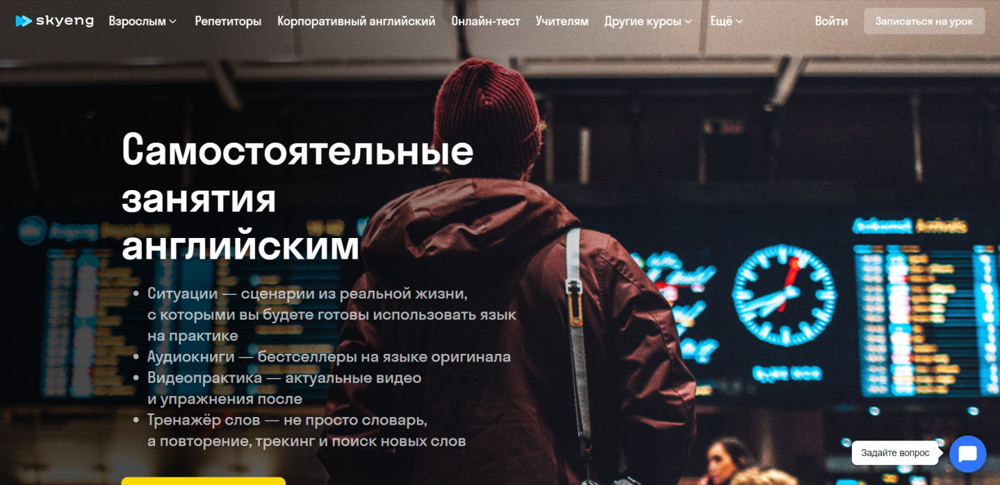 skyeng
Взрослым
Репетиторы
Корпоративный английский
Онлайн-тест
Учителям
Другие курсы
Ещё
Войти
Записаться на урок
Самостоятельные
занятия
английским
• Ситуации — сценарии из реальной жизни,
с которыми вы будете готовы использовать язык
на практике
• Аудиокниги — бестселлеры на языке оригинала
• Видеопрактика — актуальные видео
и упражнения после
• Тренажёр слов — не просто словарь,
а повторение, трекинг и поиск новых слов
Ankomst Arrivals
Задайте вопрос